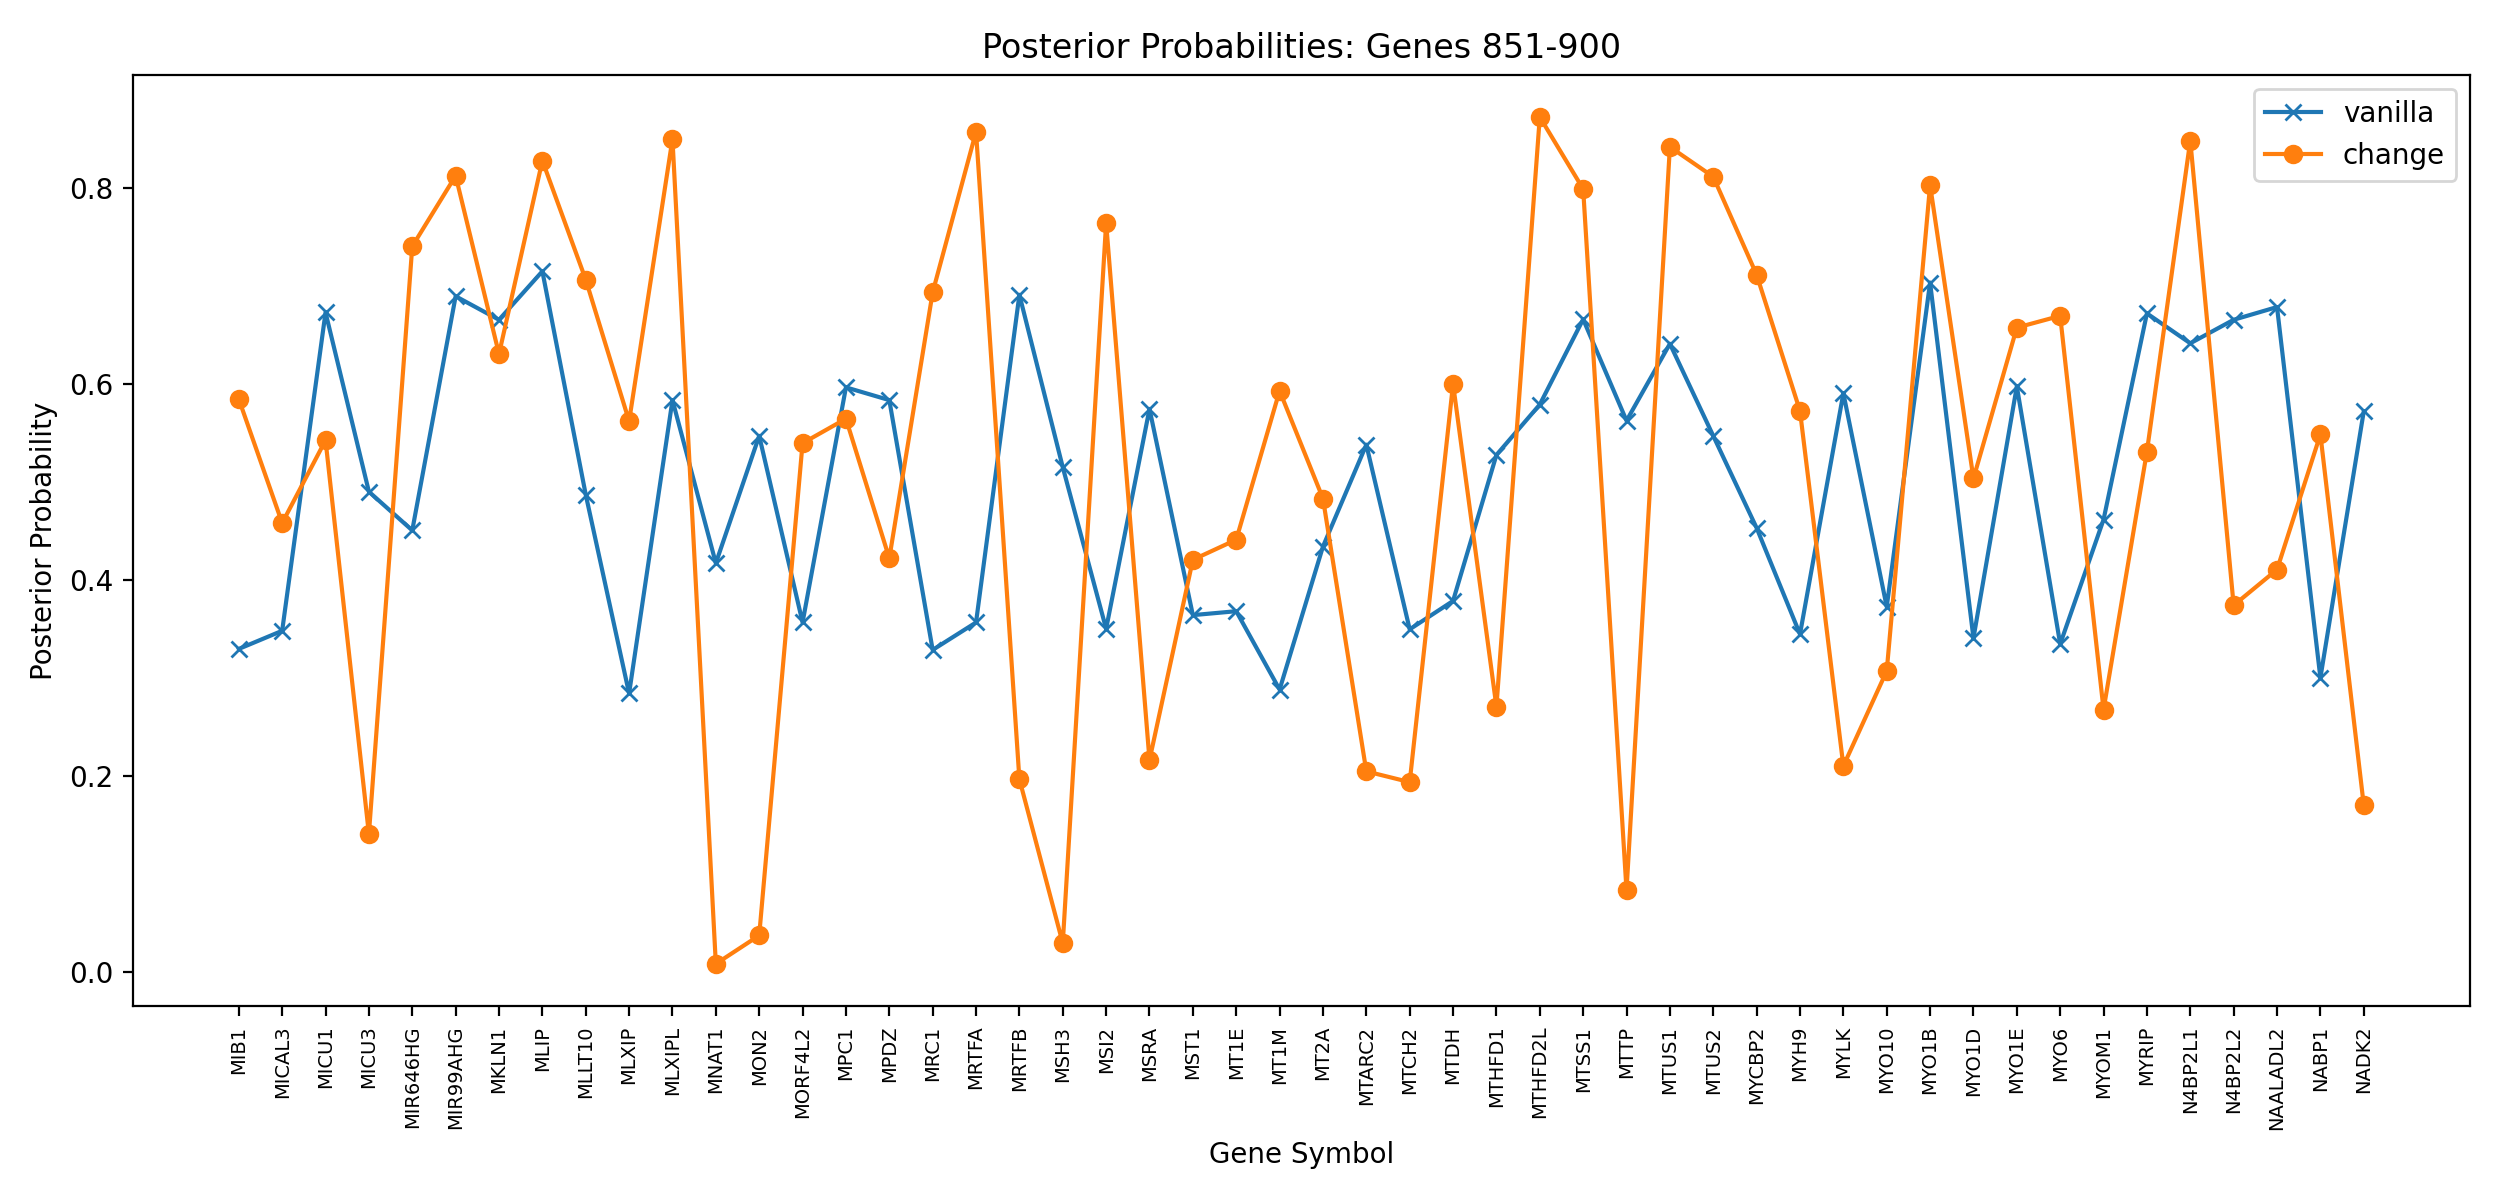 Posterior Probabilities: Genes 851-900
vanilla
change
Posterior Probability
0.8
0.6
0.4
0.2
0.0
MIB1
MICAL3
MICU1
MICU3
MIR646HG
MIR99AHG
MKLN1
MLIP
MLLT10
MLXIP
MLXIPL
MNAT1
MON2
MORF4L2
MPC1
MPDZ
MRC1
MRTFA
MRTFB
MSH3
MSI2
MSRA
MST1
MT1E
MT1M
MT2A
MTARC2
MTCH2
MTDH
MTHFD1
MTHFD2L
MTSS1
MTTP
MTUS1
MTUS2
MYCBP2
MYH9
MYLK
MYO10
MYO1B
MYO1D
MYO1E
MYO6
MYOM1
MYRIP
N4BP2L1
N4BP2L2
NAALADL2
NABP1
NADK2
Gene Symbol